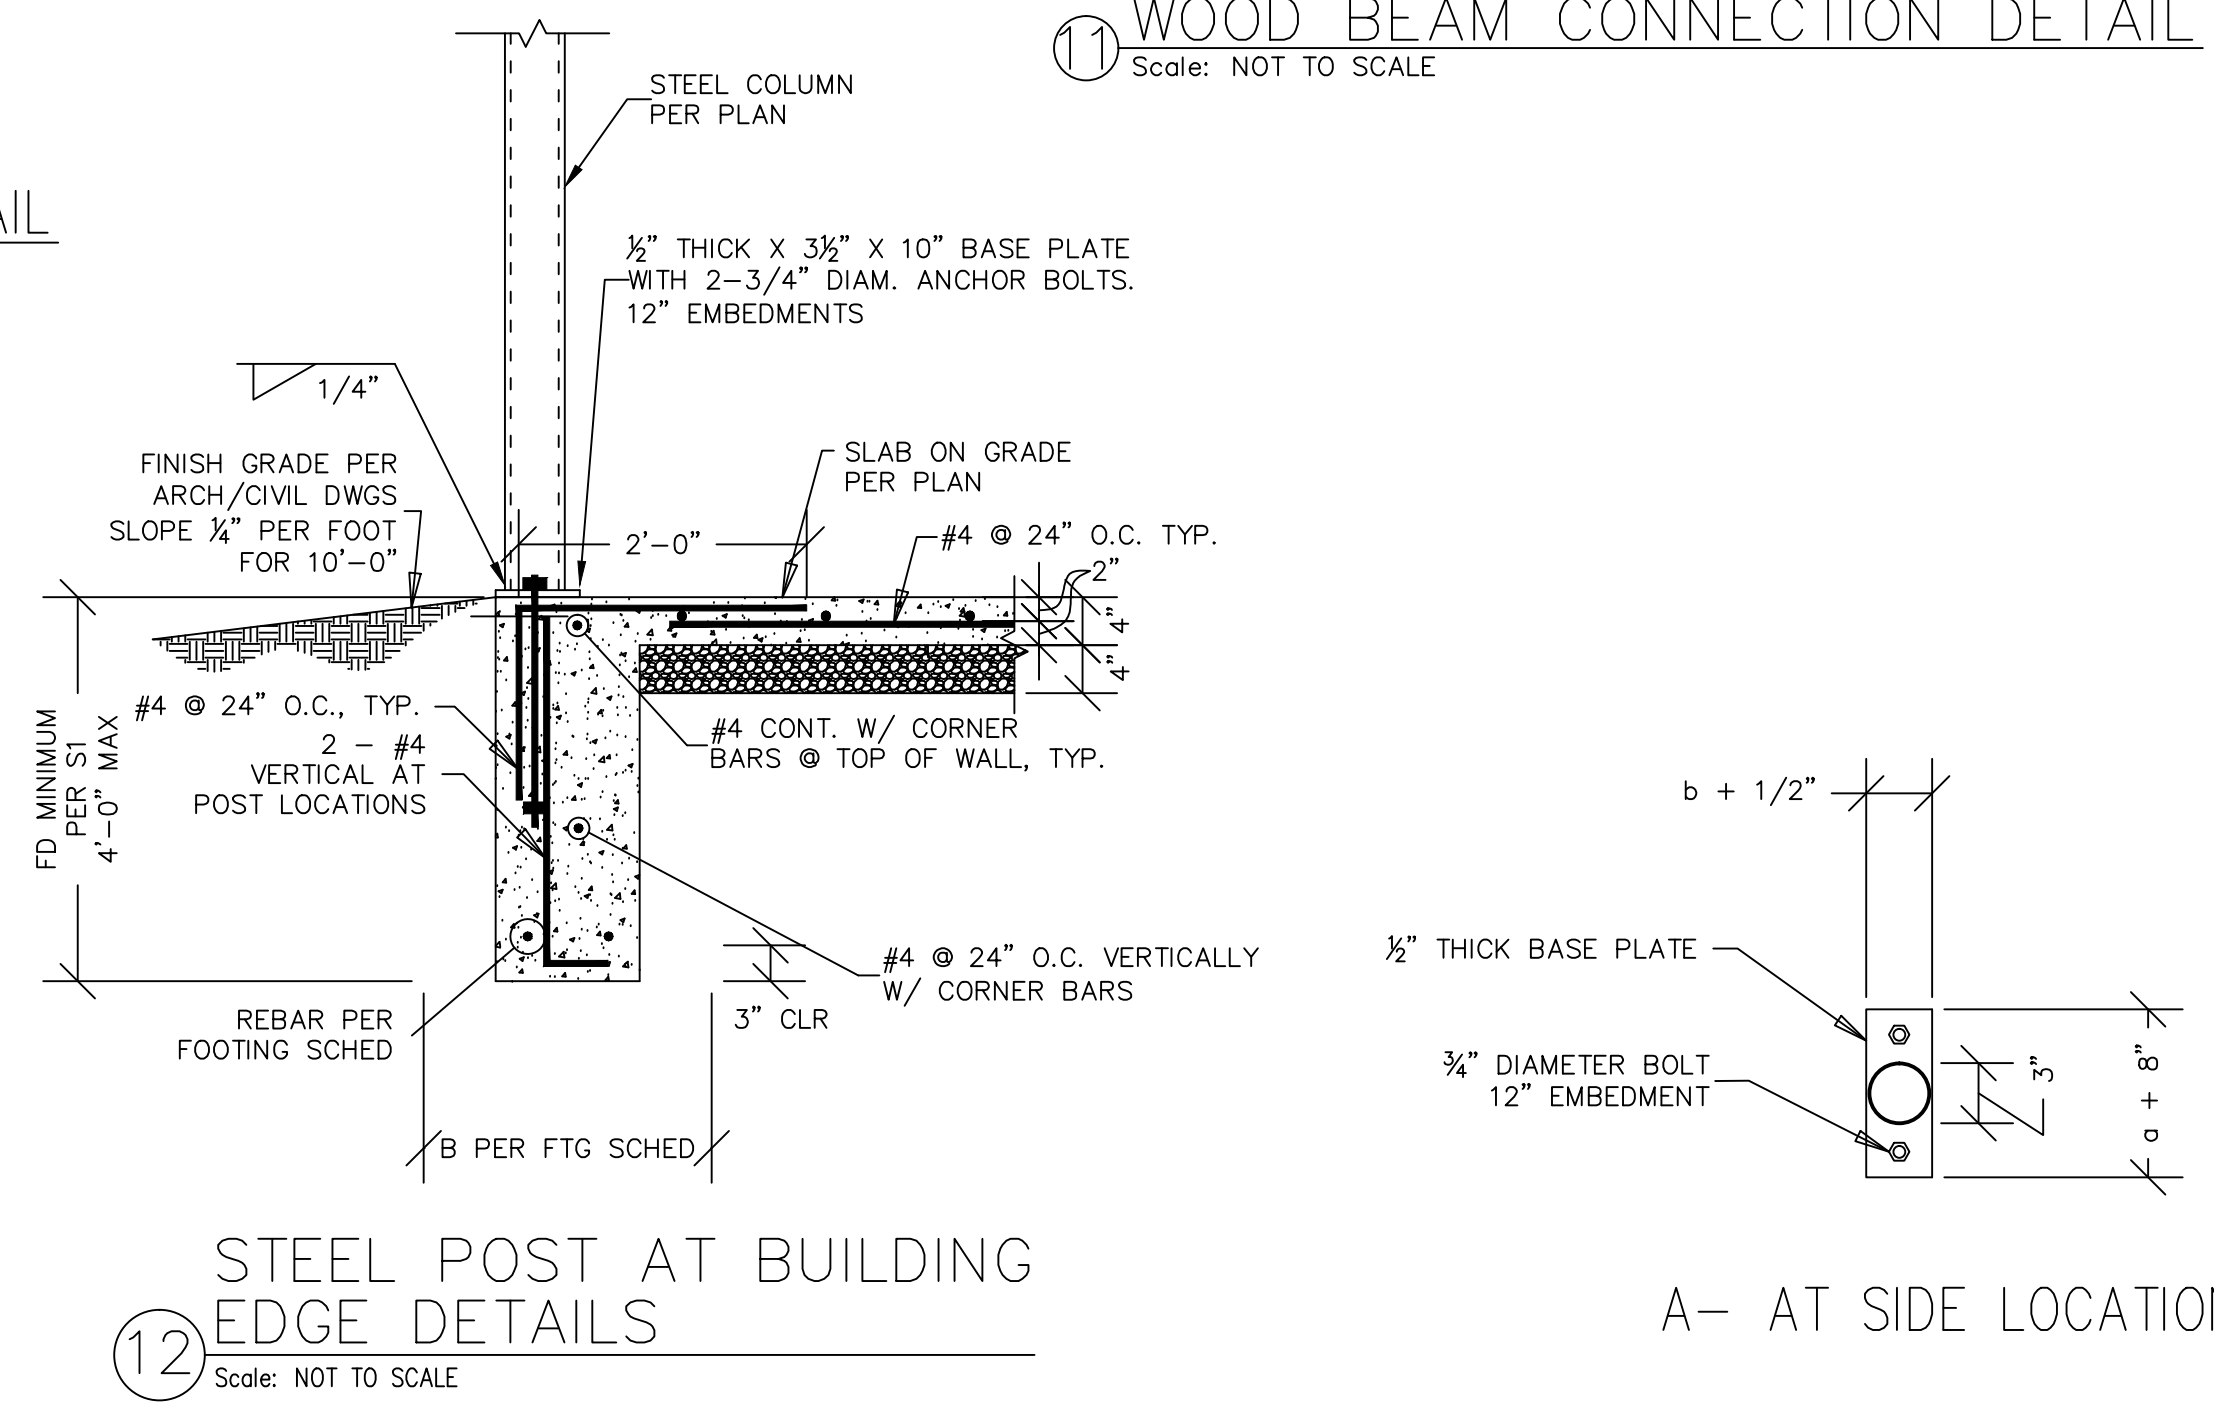 WOOD BEAM CONNECTION DETAIL
11
Scale: NOT TO SCALE
AIL
STEEL COLUMN
PER PLAN
½” THICK X 3½” X 10” BASE PLATE
WITH 2-3/4” DIAM. ANCHOR BOLTS.
12” EMBEDMENTS
1/4”
FINISH GRADE PER
ARCH/CIVIL DWGS
SLOPE ¼” PER FOOT
FOR 10’-0”
SLAB ON GRADE
PER PLAN
2’-0”
#4 @ 24” O.C. TYP.
2”
4”
4”
#4 @ 24” O.C., TYP.
2 - #4
VERTICAL AT
POST LOCATIONS
FD MINIMUM
PER S1
4’-0” MAX
#4 CONT. W/ CORNER
BARS @ TOP OF WALL, TYP.
#4 @ 24” O.C. VERTICALLY
W/ CORNER BARS
3” CLR
REBAR PER
FOOTING SCHED
B PER FTG SCHED
b + 1/2”
½” THICK BASE PLATE
¾” DIAMETER BOLT
12” EMBEDMENT
3”
a + 8”
STEEL POST AT BUILDING
EDGE DETAILS
12
Scale: NOT TO SCALE
A- AT SIDE LOCATION